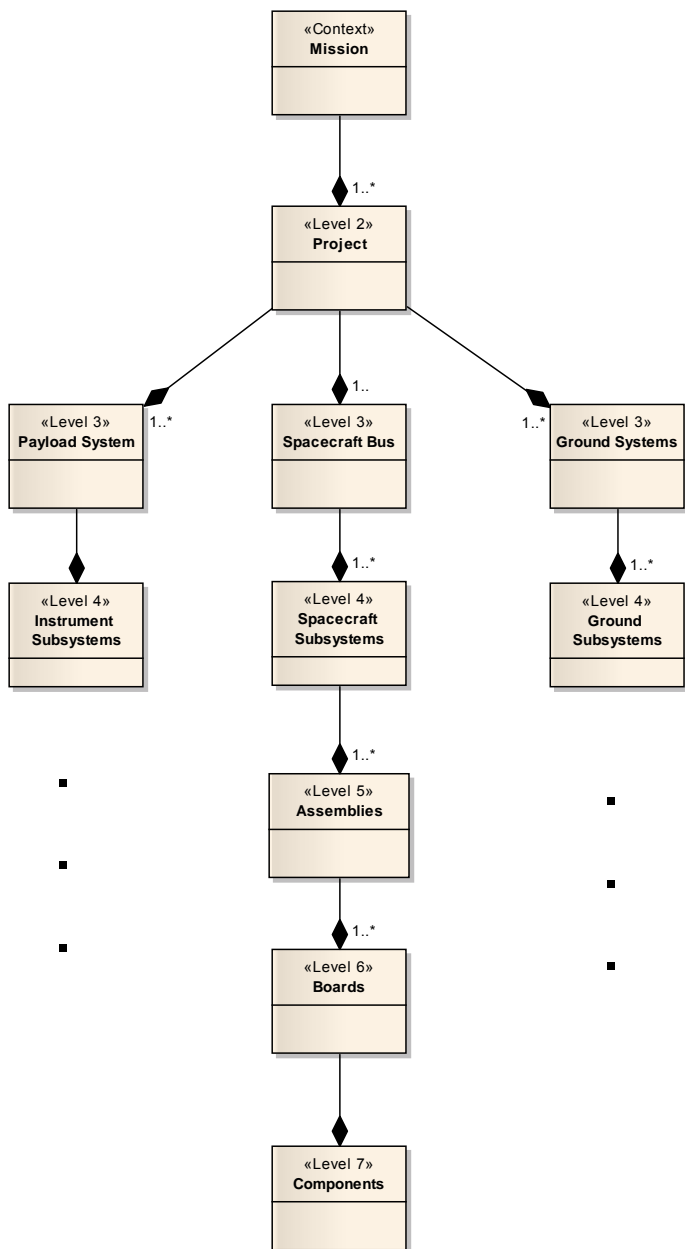 «Context»
Mission
1..*
«Level 2»
Project
1..*
1..
1..*
«Level 3»
Payload System
«Level 3»
Spacecraft Bus
«Level 3»
Ground Systems
1..*
1..*
«Level 4»
Instrument
Subsystems
«Level 4»
Spacecraft
Subsystems
«Level 4»
Ground
Subsystems
1..*
«Level 5»
Assemblies
1..*
«Level 6»
Boards
«Level 7»
Components